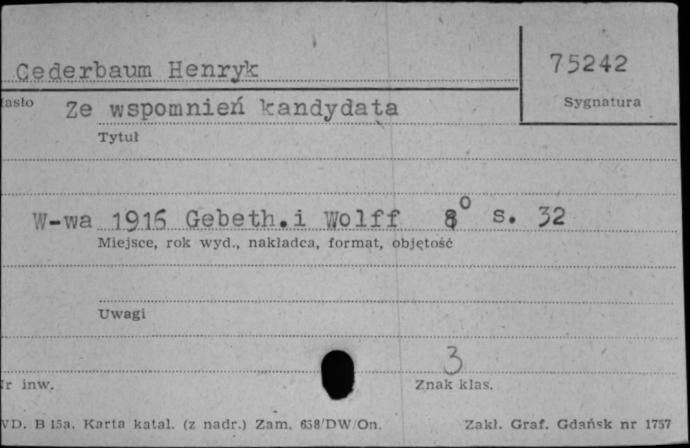 Cederbaum Henryk
75242
Sygnatura
asło Ze wspomnień kandydata
Tytuł
W-wa 1916 Gebeth.i Wolff 8° s. 32
Miejsce, rok wyd., nakładca, format, objętość
Uwagi
3
r inw.
Znak klas.
VD. B 15a. Karta katal. (z nadr.) Zam. 658/DW/On.
Zakł. Graf. Gdańsk nr 1757